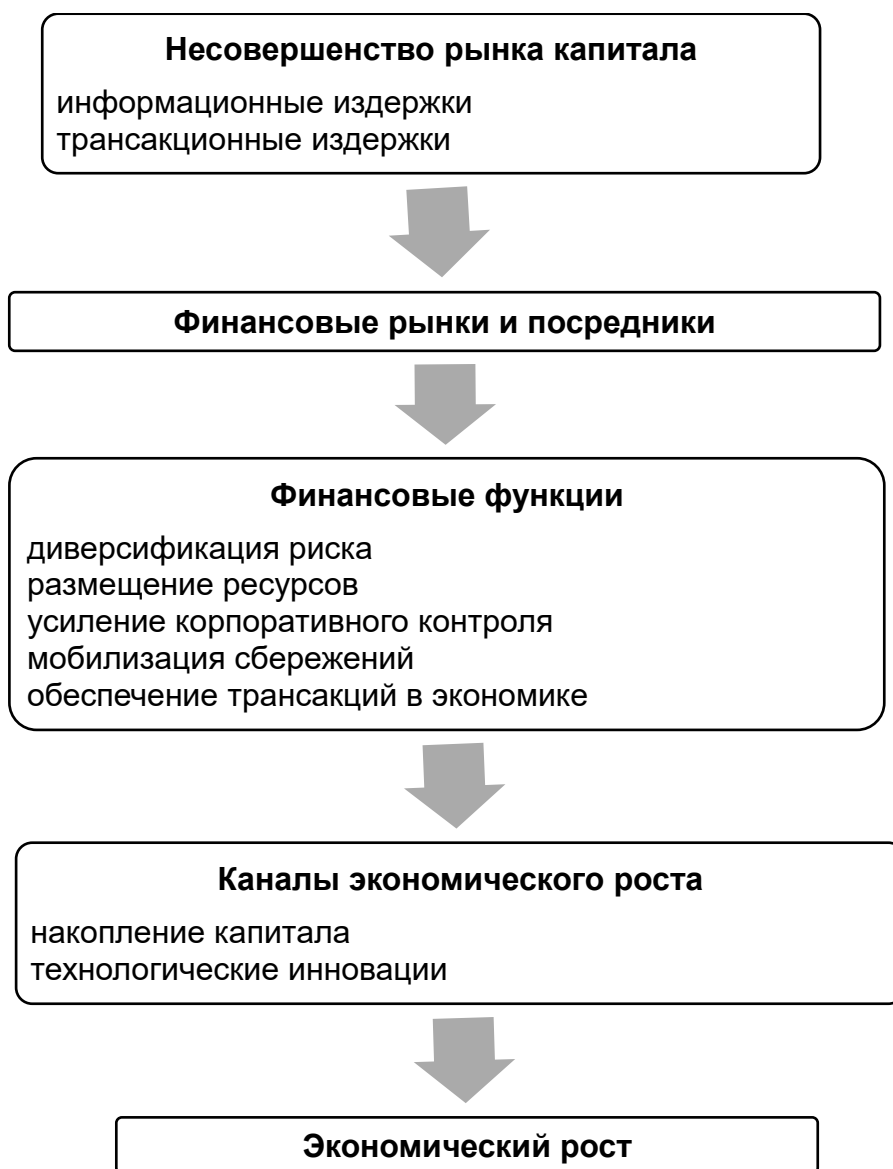 Несовершенство рынка капитала
информационные издержки
трансакционные издержки
Финансовые рынки и посредники
Финансовые функции
диверсификация риска
размещение ресурсов
усиление корпоративного контроля
мобилизация сбережений
обеспечение трансакций в экономике
Каналы экономического роста
накопление капитала
технологические инновации
Экономический рост